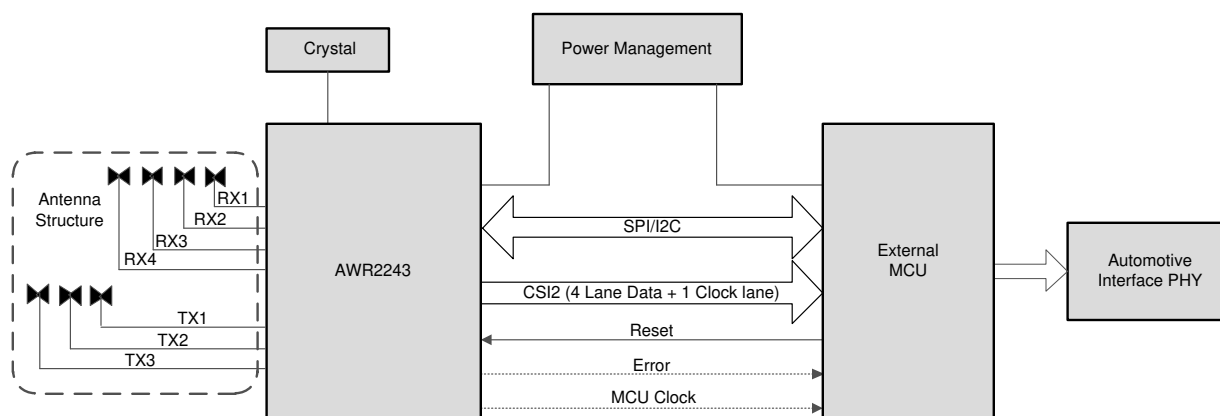 Crystal
Power Management
Antenna
Structure
RX1
RX2
RX3
RX4
TX1
TX2
TX3
AWR2243
SPI/I2C
CSI2 (4 Lane Data + 1 Clock lane)
Reset
Error
MCU Clock
External
MCU
Automotive
Interface PHY